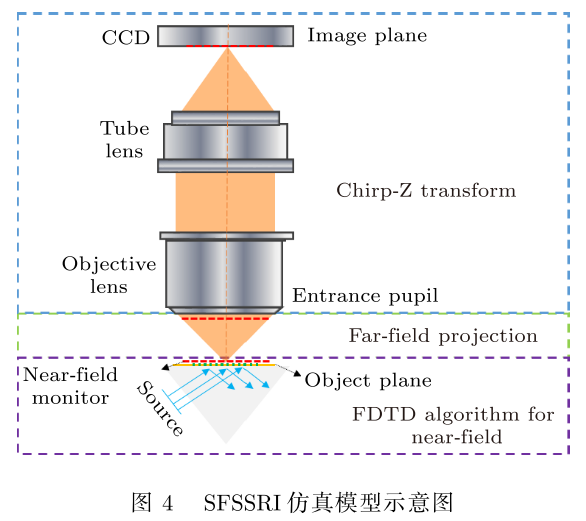 CCD
Image plane
Tube
lens
Chirp-Z transform
Objective
lens
Entrance pupil
Far-field projection
Near-field
monitor
Source
Object plane
FDTD algorithm for
near-field
图 4 SFSSRI 仿真模型示意图